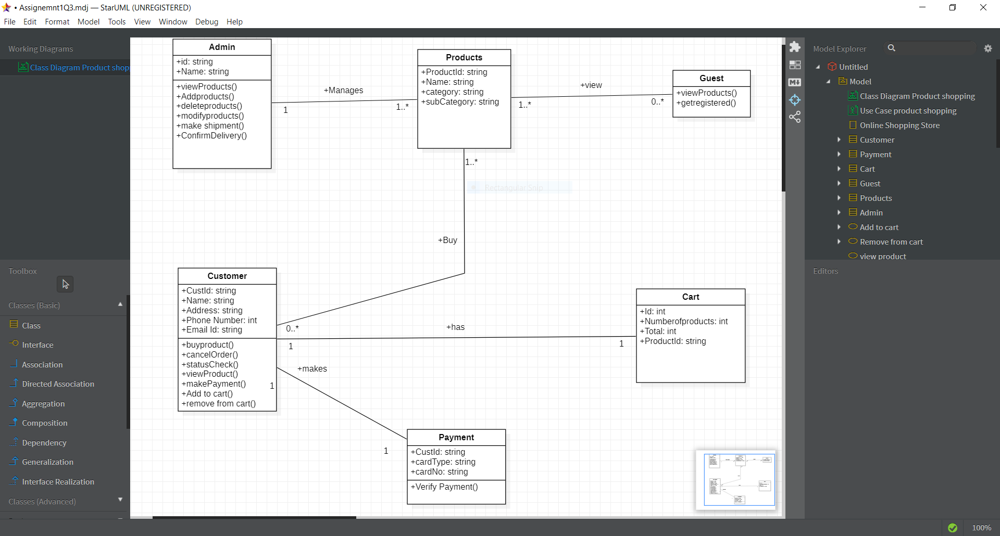 • Assignemnt1Q3.mdj — StarUML (UNREGISTERED)
File Edit Format Model Tools View Window Debug Help
Working Diagrams
Class Diagram Product shop
Toolbox
Classes (Basic)
Class
Interface
Association
Directed Association
Aggregation
Composition
Dependency
Generalization
Interface Realization
Classes (Advanced)
Admin
+id: string
+Name: string
+viewProducts()
+Addproducts()
+deleteproducts()
+modifyproducts()
+make shipment()
+ConfirmDelivery()
+Manages
1
1..*
Products
+ProductId: string
+Name: string
+category: string
+subCategory: string
+view
1..*
0..*
Guest
+viewProducts()
+getregistered()
1..*
Rectangular Snip
+Buy
Customer
+CustId: string
+Name: string
+Address: string
+Phone Number: int
+Email Id: string
+buyproduct()
+cancelOrder()
+statusCheck()
+viewProduct()
+makePayment()
+Add to cart()
+remove from cart()
0..*
+has
1
1
Cart
+Id: int
+Numberofproducts: int
+Total: int
+ProductId: string
+makes
1
1
Payment
+CustId: string
+cardType: string
+cardNo: string
+Verify Payment()
Model Explorer
Untitled
Model
Class Diagram Product shopping
Use Case product shopping
Online Shopping Store
Customer
Payment
Cart
Guest
Products
Admin
Add to cart
Remove from cart
view product
Editors
100%